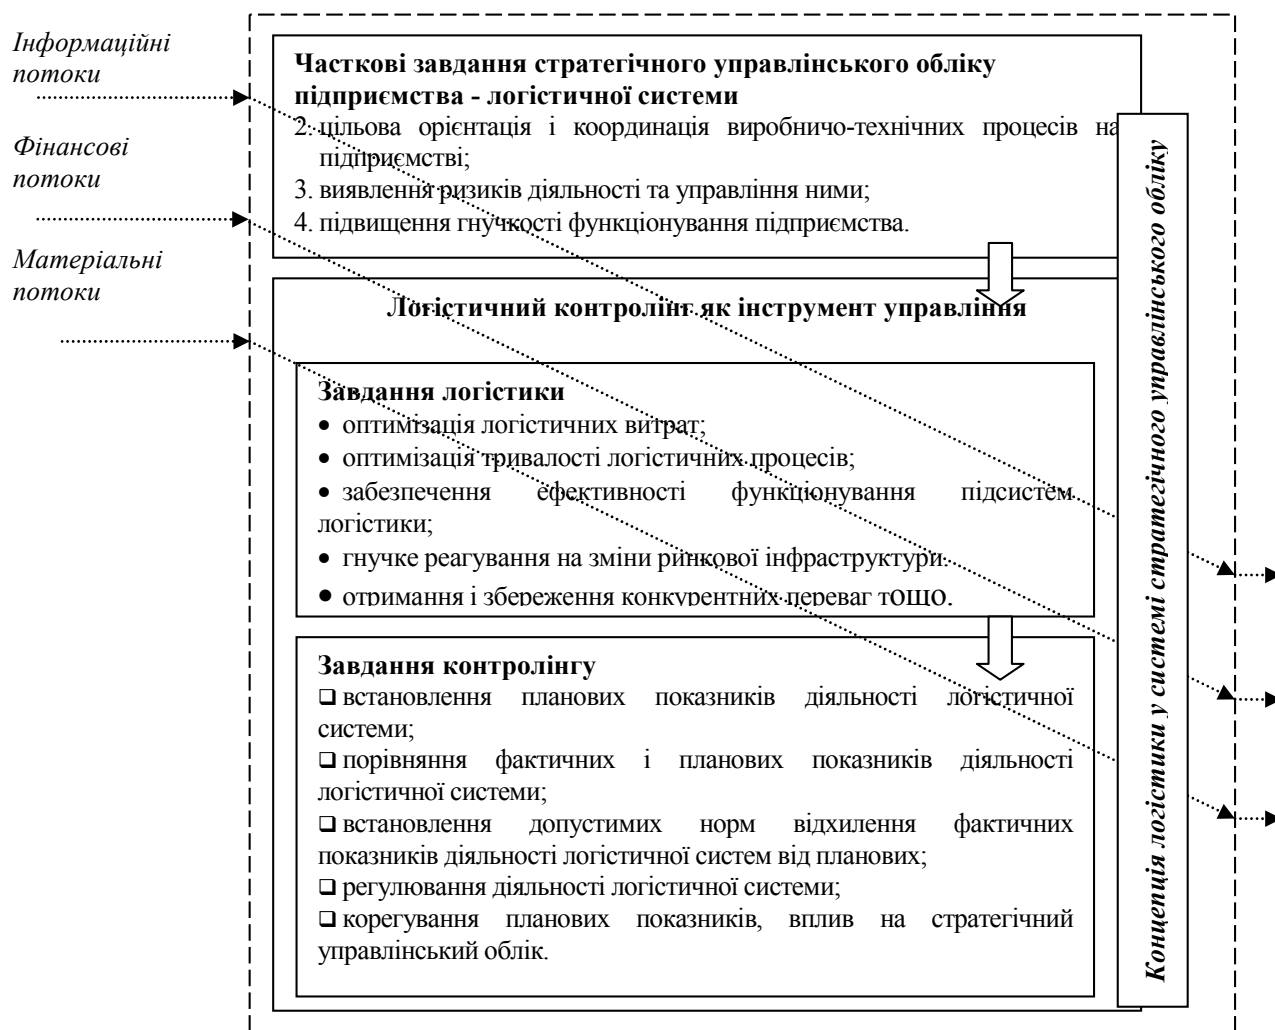 Інформаційні
потоки
Фінансові
потоки
Матеріальні
потоки
Часткові завдання стратегічного управлінського обліку
підприємства - логістичної системи
2. цільова орієнтація і координація виробничо-технічних процесів на
підприємстві;
3. виявлення ризиків діяльності та управління ними;
4. підвищення гнучкості функціонування підприємства.
Логістичний контролінг як інструмент управління
Завдання логістики
• оптимізація логістичних витрат;
• оптимізація тривалості логістичних процесів;
• забезпечення ефективності функціонування підсистем
логістики;
• гнучке реагування на зміни ринкової інфраструктури.
• отримання і збереження конкурентних переваг тощо.
Завдання контролінгу
❑ встановлення планових показників діяльності логістичної
системи;
❑ порівняння фактичних і планових показників діяльності
логістичної системи;
❑ встановлення допустимих норм відхилення фактичних
показників діяльності логістичної систем від планових;
❑ регулювання діяльності логістичної системи;
❑ корегування планових показників, вплив на стратегічний
управлінський облік.
Концепція логістики у системі стратегічного управлінського обліку